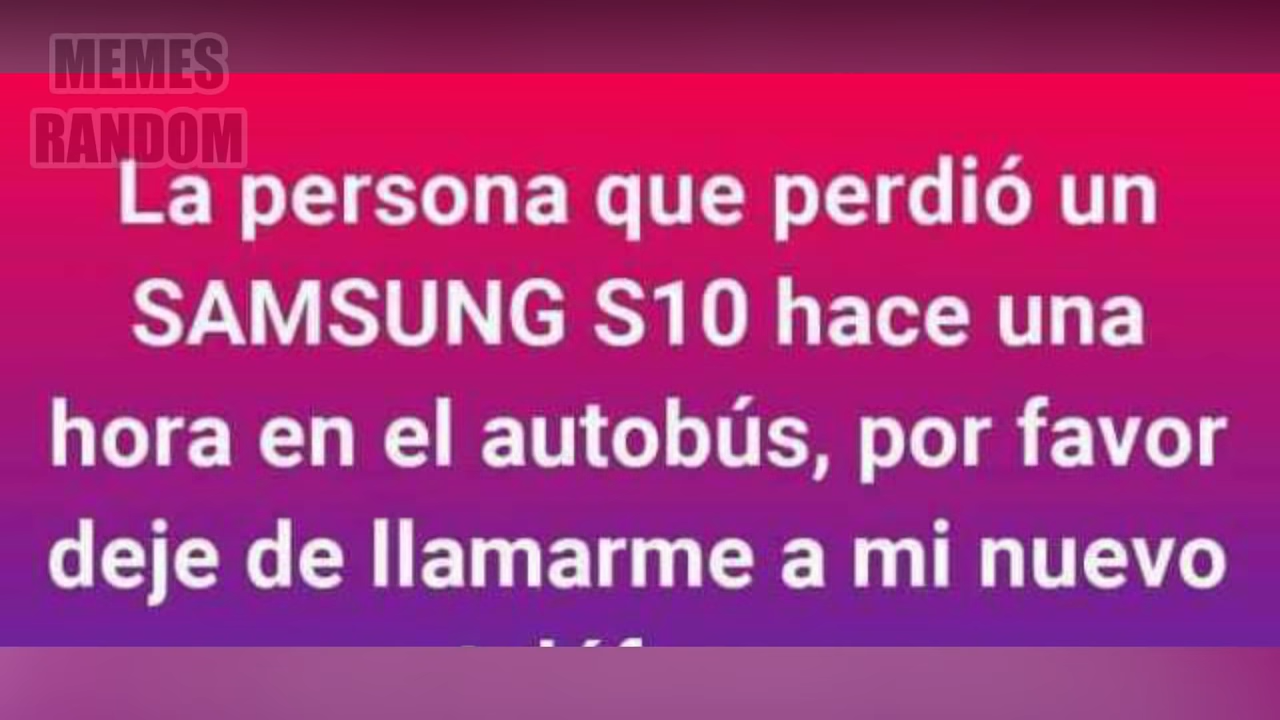 MEMES
RANDOM
La persona que perdió un
SAMSUNG S10 hace una
hora en el autobús, por favor
deje de llamarme a mi nuevo